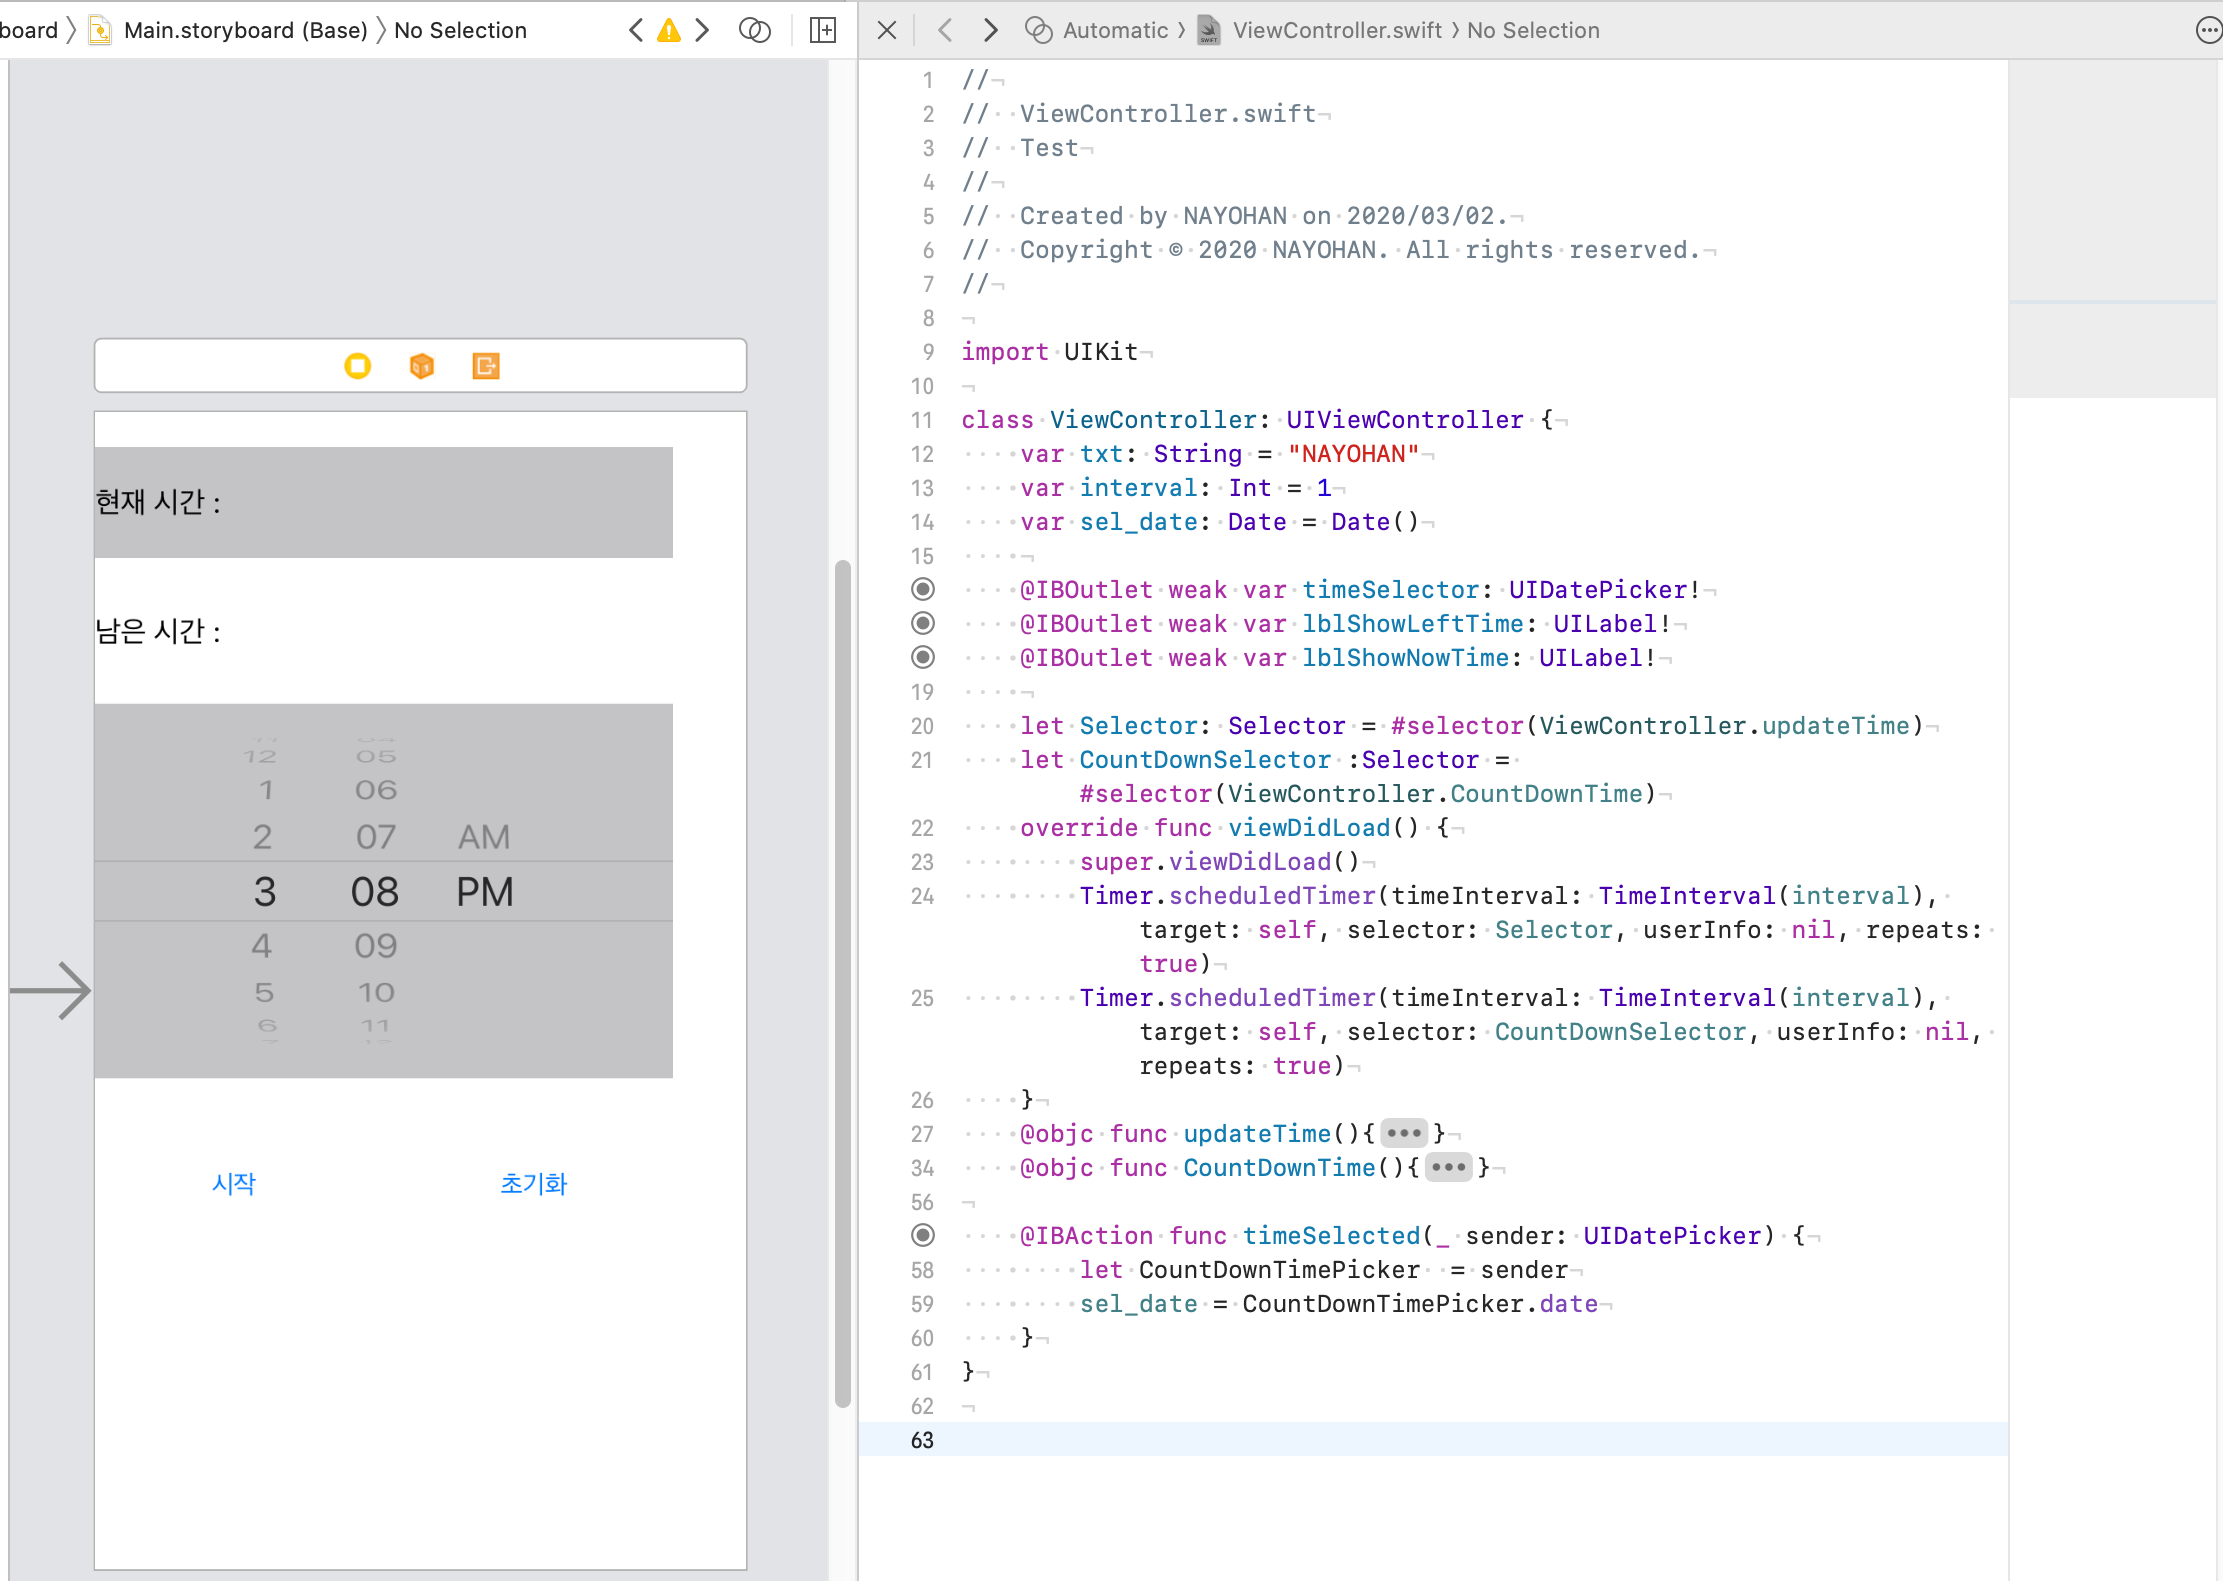 board 〉 Main.storyboard (Base) 〉 No Selection
Automatic 〉 ViewController.swift 〉 No Selection
현재 시간 :
남은 시간 :
12 05
1 06
2 07 AM
3 08 PM
4 09
5 10
6 11
7 12
시작 초기화
1 //
2 //  ViewController.swift
3 //  Test
4 //
5 //  Created by NAYOHAN on 2020/03/02.
6 //  Copyright © 2020 NAYOHAN. All rights reserved.
7 //
8
9 import UIKit
10
11 class ViewController: UIViewController {
12     var txt: String = "NAYOHAN"
13     var interval: Int = 1
14     var sel_date: Date = Date()
15
    @IBOutlet weak var timeSelector: UIDatePicker!
    @IBOutlet weak var lblShowLeftTime: UILabel!
    @IBOutlet weak var lblShowNowTime: UILabel!
19
20     let Selector: Selector = #selector(ViewController.updateTime)
21     let CountDownSelector :Selector =
        #selector(ViewController.CountDownTime)
22     override func viewDidLoad() {
23         super.viewDidLoad()
24         Timer.scheduledTimer(timeInterval: TimeInterval(interval),
            target: self, selector: Selector, userInfo: nil, repeats:
            true)
25         Timer.scheduledTimer(timeInterval: TimeInterval(interval),
            target: self, selector: CountDownSelector, userInfo: nil,
            repeats: true)
26     }
27     @objc func updateTime(){•••}
34     @objc func CountDownTime(){•••}
56
    @IBAction func timeSelected(_ sender: UIDatePicker) {
58         let CountDownTimePicker  = sender
59         sel_date = CountDownTimePicker.date
60     }
61 }
62
63